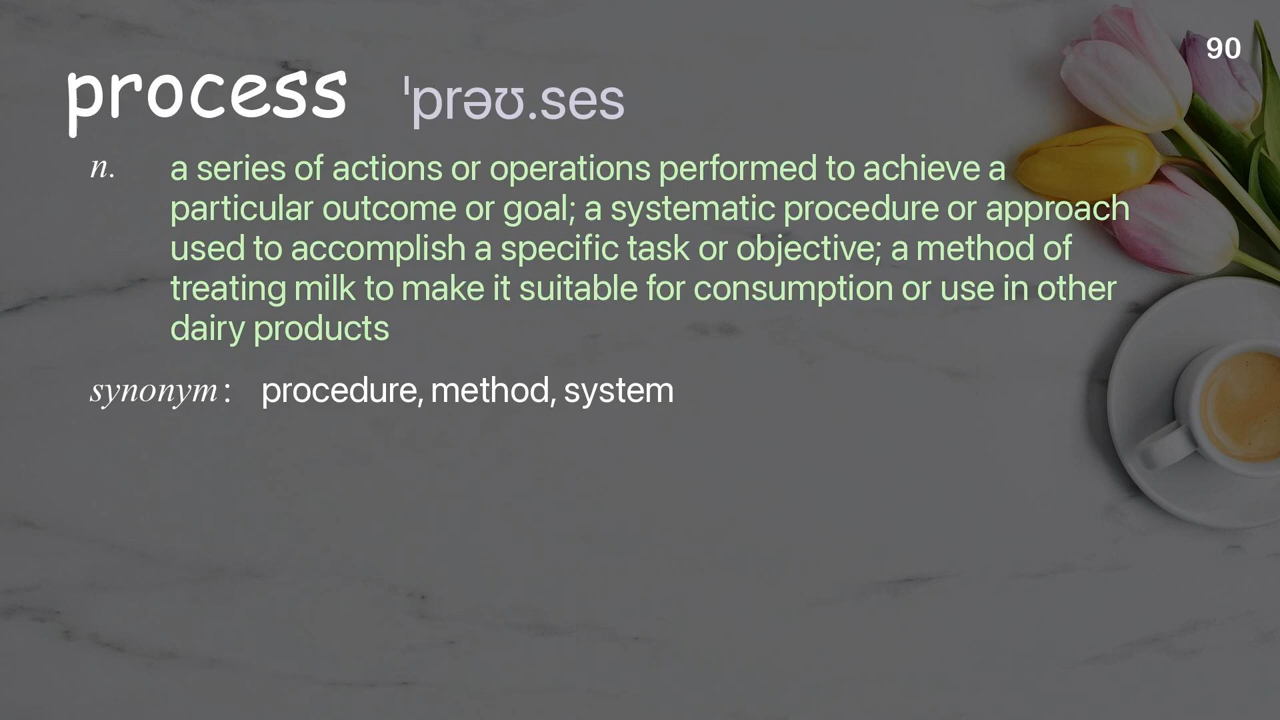 90
process ˈprəʊ.ses
n. a series of actions or operations performed to achieve a
particular outcome or goal; a systematic procedure or approach
used to accomplish a specific task or objective; a method of
treating milk to make it suitable for consumption or use in other
dairy products
synonym: procedure, method, system